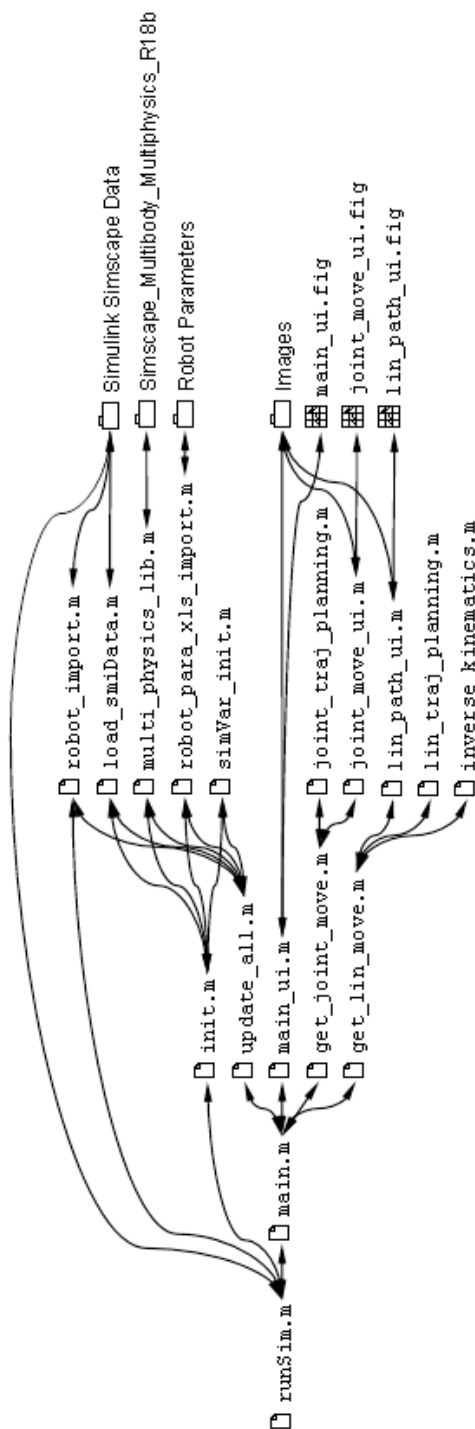 runSim.m
main.m
init.m
update_all.m
main_ui.m
get_joint_move.m
get_lin_move.m
robot_import.m
load_smiData.m
multi_physics_lib.m
robot_para_xls_import.m
simVar_init.m
joint_traj_planning.m
joint_move_ui.m
lin_path_ui.m
lin_traj_planning.m
inverse_kinematics.m
Simulink Simscape Data
Simscape_Multibody_Multiphysics_R18b
Robot Parameters
Images
main_ui.fig
joint_move_ui.fig
lin_path_ui.fig